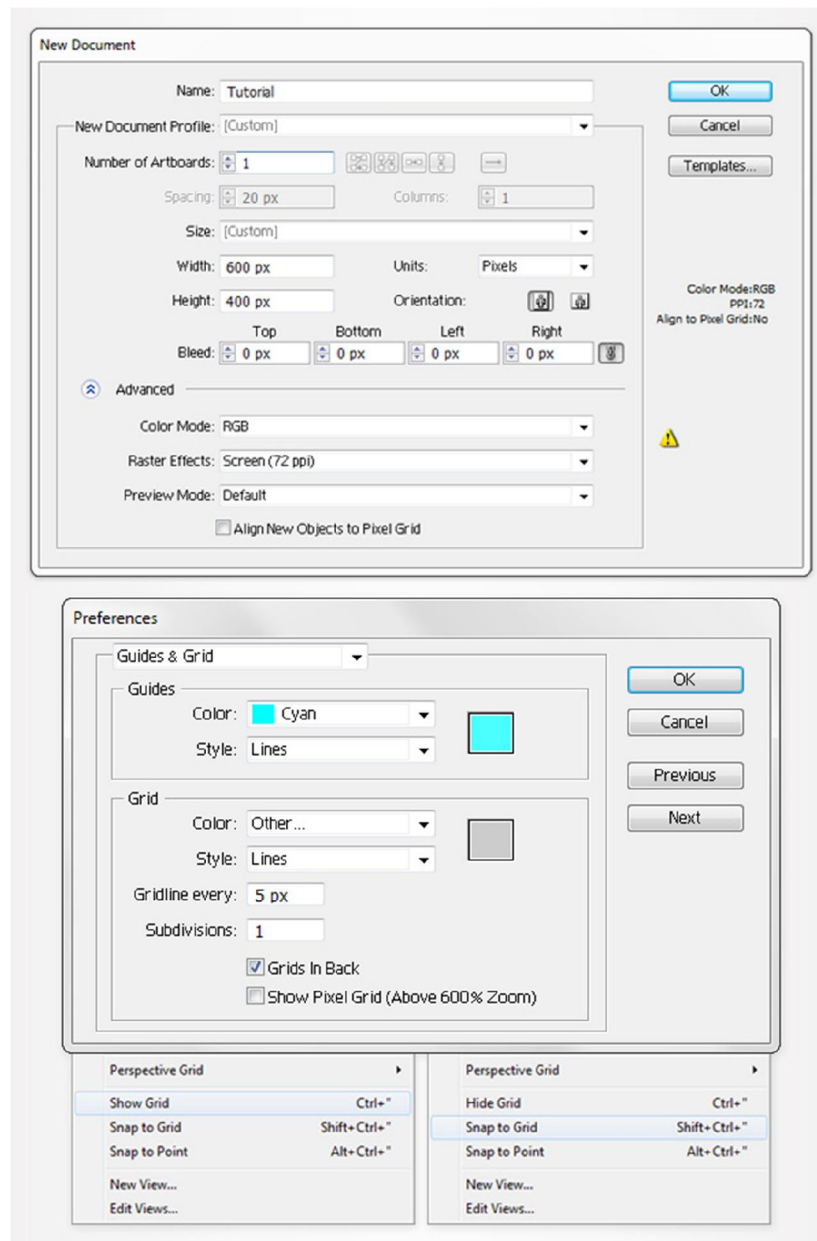 New Document
Name: Tutorial
OK
New Document Profile: [Custom]
Cancel
Number of Artboards: 1
Templates...
Spacing: 20 px Columns: 1
Size: [Custom]
Width: 600 px Units: Pixels
Height: 400 px Orientation:
Color Mode:RGB
PPI:72
Align to Pixel Grid:No
Top Bottom Left Right
Bleed: 0 px 0 px 0 px 0 px
Advanced
Color Mode: RGB
Raster Effects: Screen (72 ppi)
Preview Mode: Default
Align New Objects to Pixel Grid
Preferences
Guides & Grid
OK
Guides
Color: Cyan
Cancel
Style: Lines
Previous
Grid
Next
Color: Other...
Style: Lines
Gridline every: 5 px
Subdivisions: 1
Grids In Back
Show Pixel Grid (Above 600% Zoom)
Perspective Grid
Show Grid Ctrl+"
Snap to Grid Shift+Ctrl+"
Snap to Point Alt+Ctrl+"
New View...
Edit Views...
Perspective Grid
Hide Grid Ctrl+"
Snap to Grid Shift+Ctrl+"
Snap to Point Alt+Ctrl+"
New View...
Edit Views...